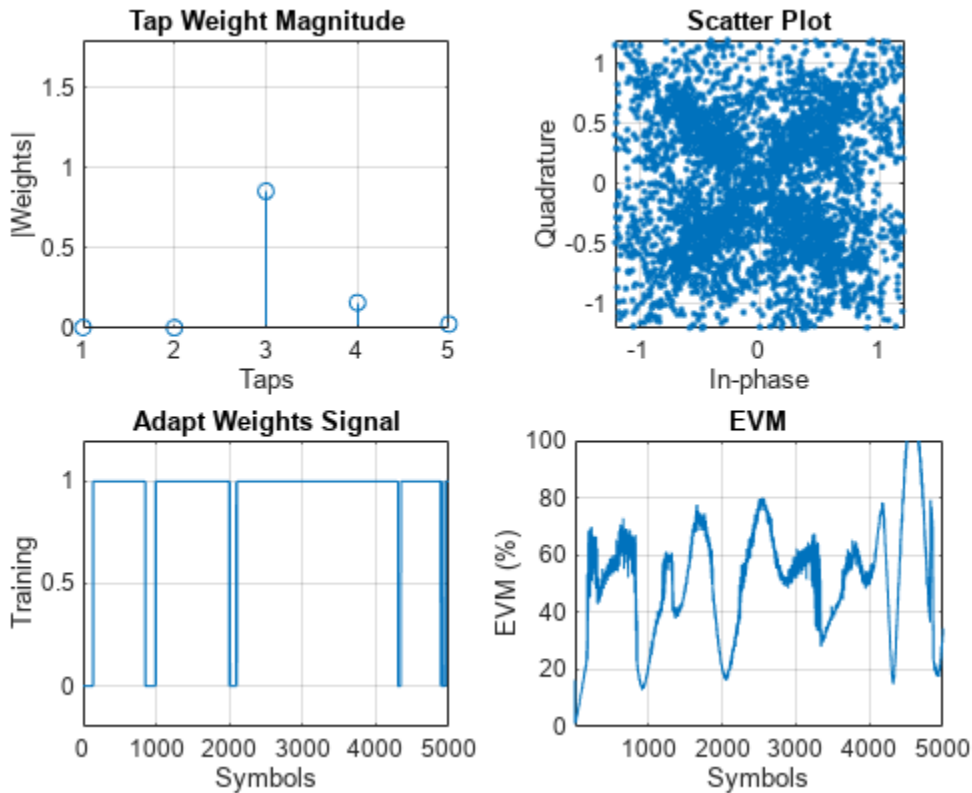 Tap Weight Magnitude
|Weights|
1.5
1
0.5
0
1 2 3 4 5
Taps
Scatter Plot
Quadrature
1
0.5
0
-0.5
-1
-1 0 1
In-phase
Adapt Weights Signal
Training
1
0.5
0
0 1000 2000 3000 4000 5000
Symbols
EVM
EVM (%)
100
80
60
40
20
0
1000 2000 3000 4000 5000
Symbols